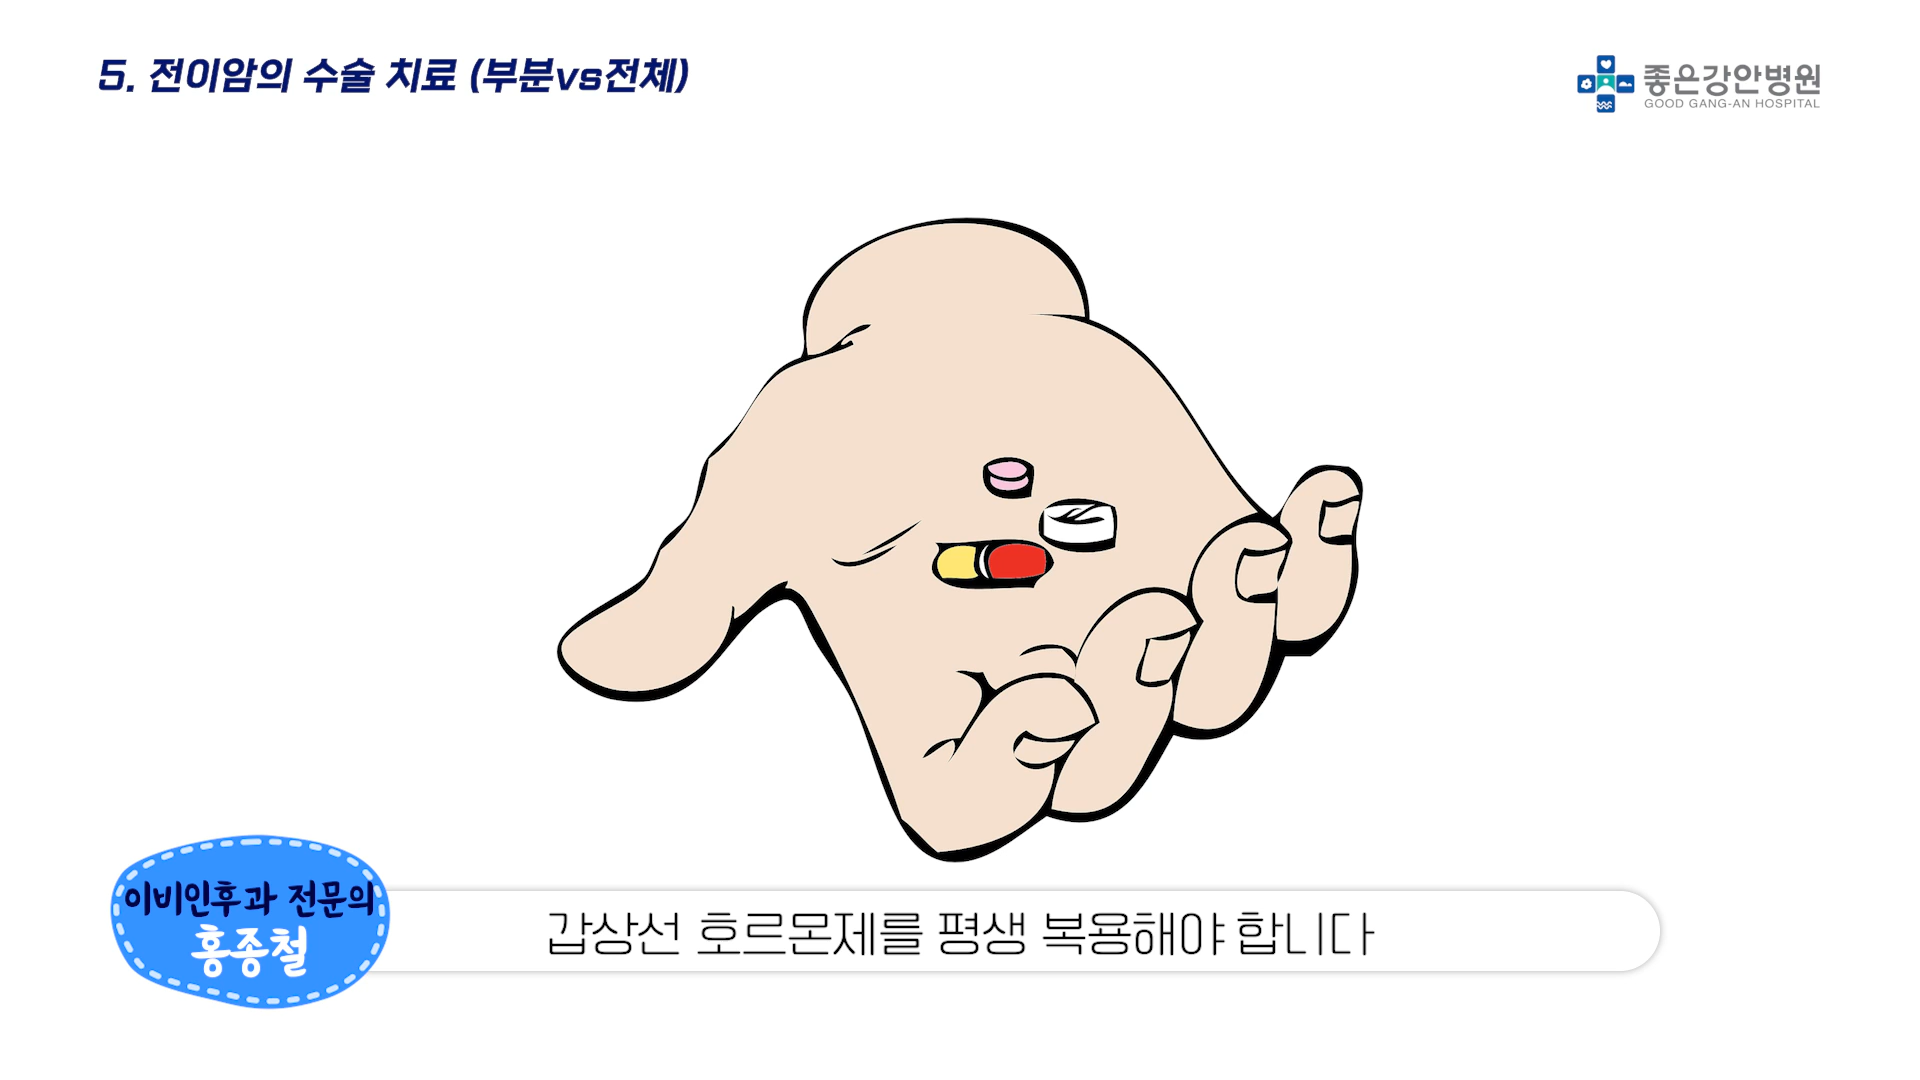 5. 전이암의 수술 치료 (부분vs전체)
좋은강안병원
GOOD GANG-AN HOSPITAL
이비인후과 전문의
홍종철
갑상선 호르몬제를 평생 복용해야 합니다